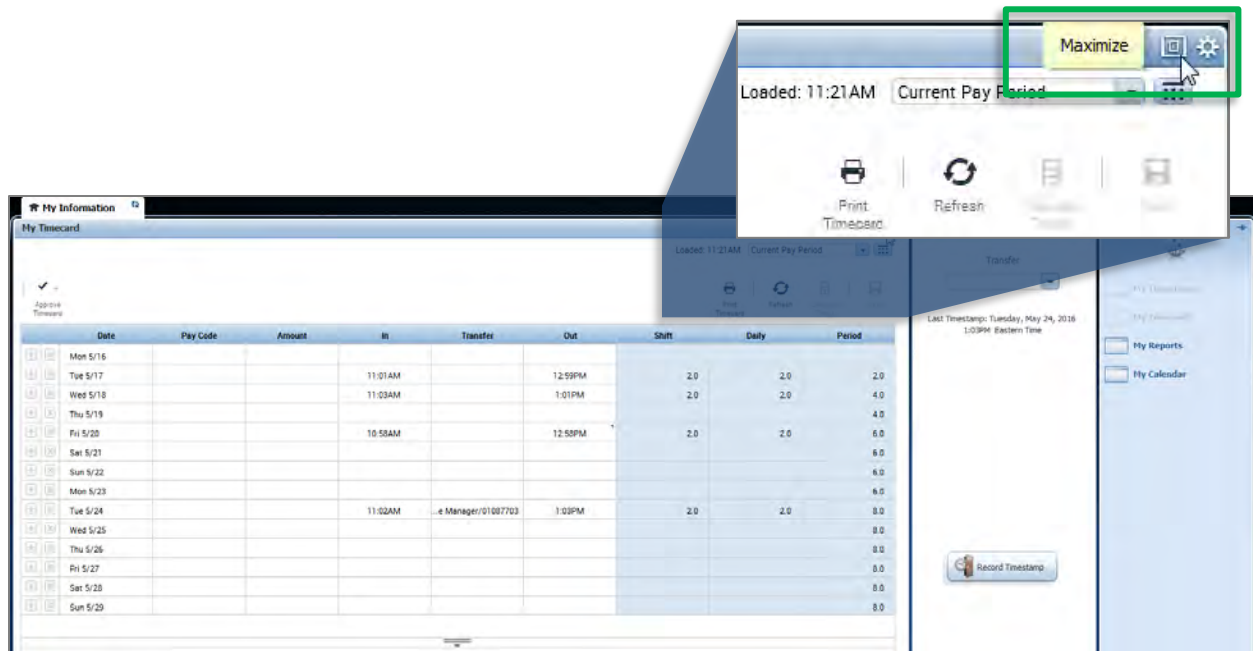 Maximize
Loaded: 11:21AM Current Pay Period
Print Timecard
Refresh
My Information
My Timecard
Loaded: 11:21AM Current Pay Period
Approve Timecard
Print Timecard
Refresh
Date Pay Code Amount In Transfer Out Shift Daily Period
Mon 5/16
Tue 5/17 11:01AM 12:59PM 2.0 2.0 2.0
Wed 5/18 11:03AM 1:01PM 2.0 2.0 4.0
Thu 5/19 4.0
Fri 5/20 10:58AM 12:58PM 2.0 2.0 6.0
Sat 5/21 6.0
Sun 5/22 6.0
Mon 5/23 6.0
Tue 5/24 11:02AM ...e Manager/01087703 1:03PM 2.0 2.0 8.0
Wed 5/25 8.0
Thu 5/26 8.0
Fri 5/27 8.0
Sat 5/28 8.0
Sun 5/29 8.0
Transfer
Last Timestamp: Tuesday, May 24, 2016
1:03PM Eastern Time
Record Timestamp
My Reports
My Calendar